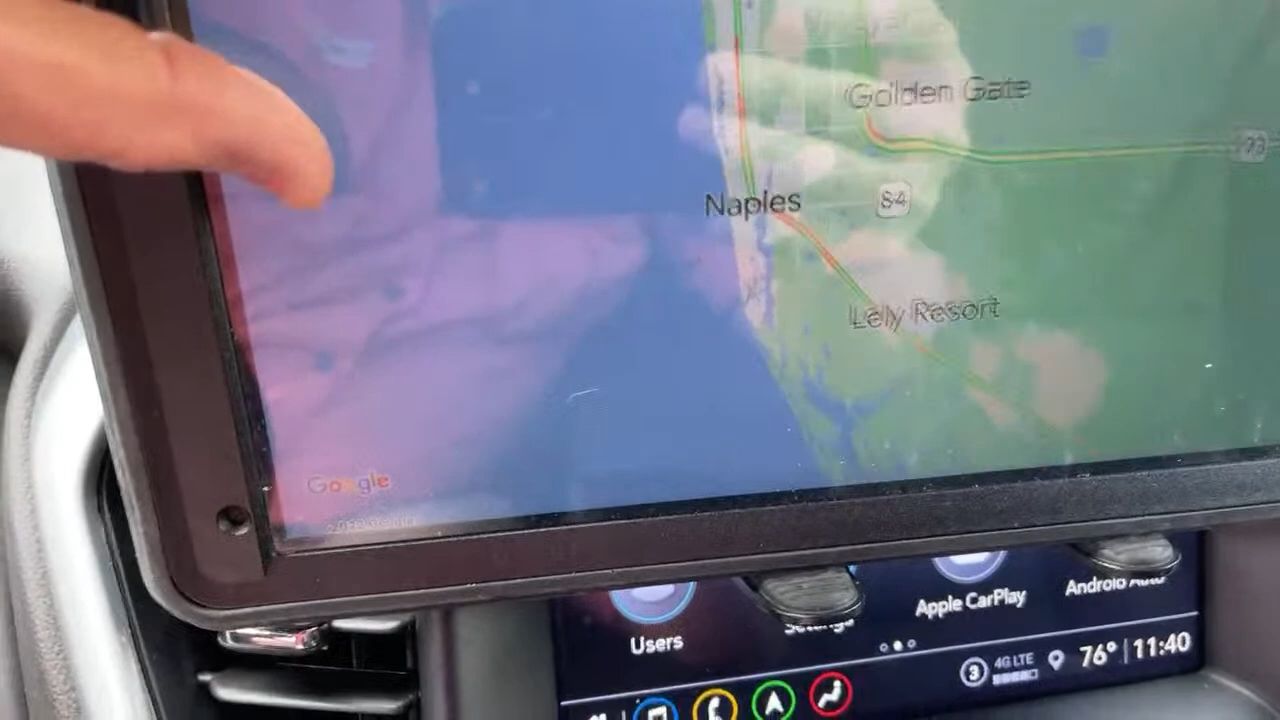 Golden Gate
Naples
84
Lely Resort
Google
Users
Apple CarPlay
Android Auto
3
4G LTE
76° 11:40